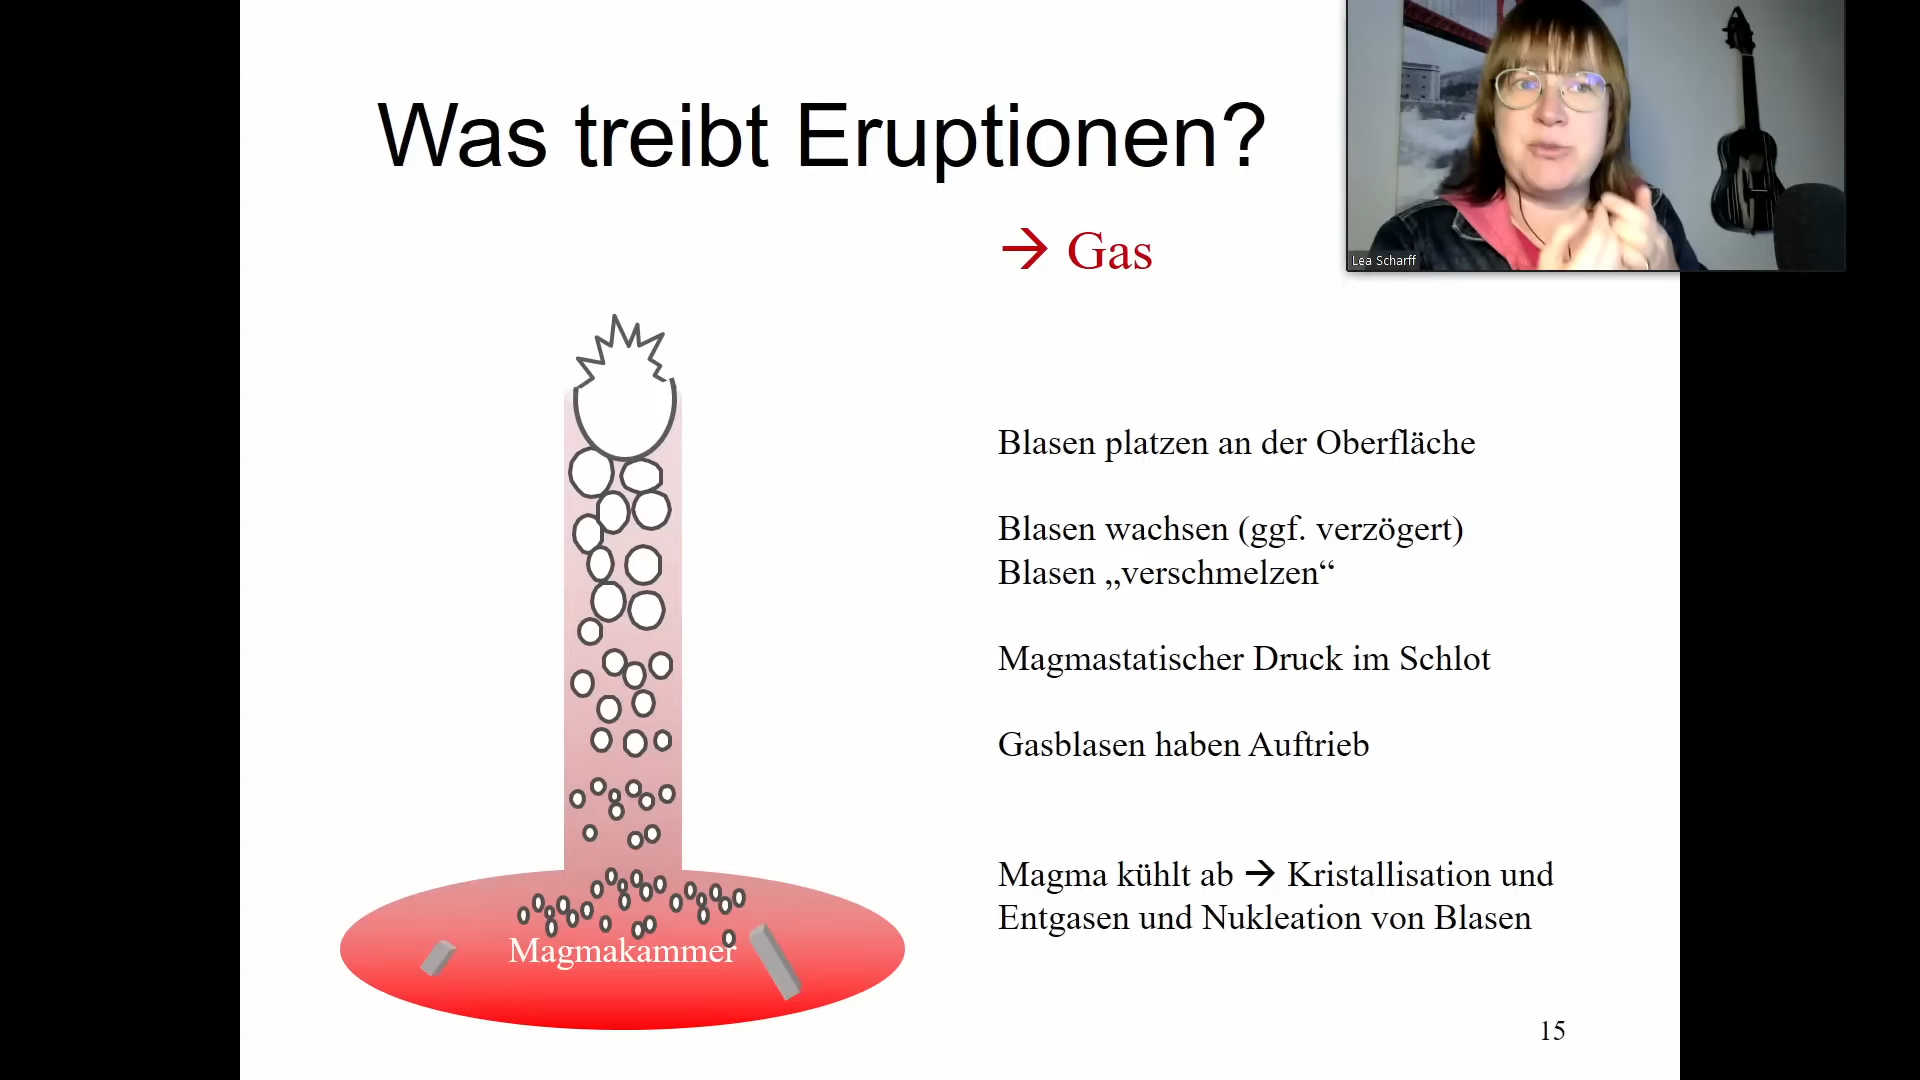 Was treibt Eruptionen?
→ Gas
Lea Scharff
Blasen platzen an der Oberfläche
Blasen wachsen (ggf. verzögert)
Blasen „verschmelzen“
Magmastatischer Druck im Schlot
Gasblasen haben Auftrieb
Magma kühlt ab → Kristallisation und
Entgasen und Nukleation von Blasen
Magmakammer
15